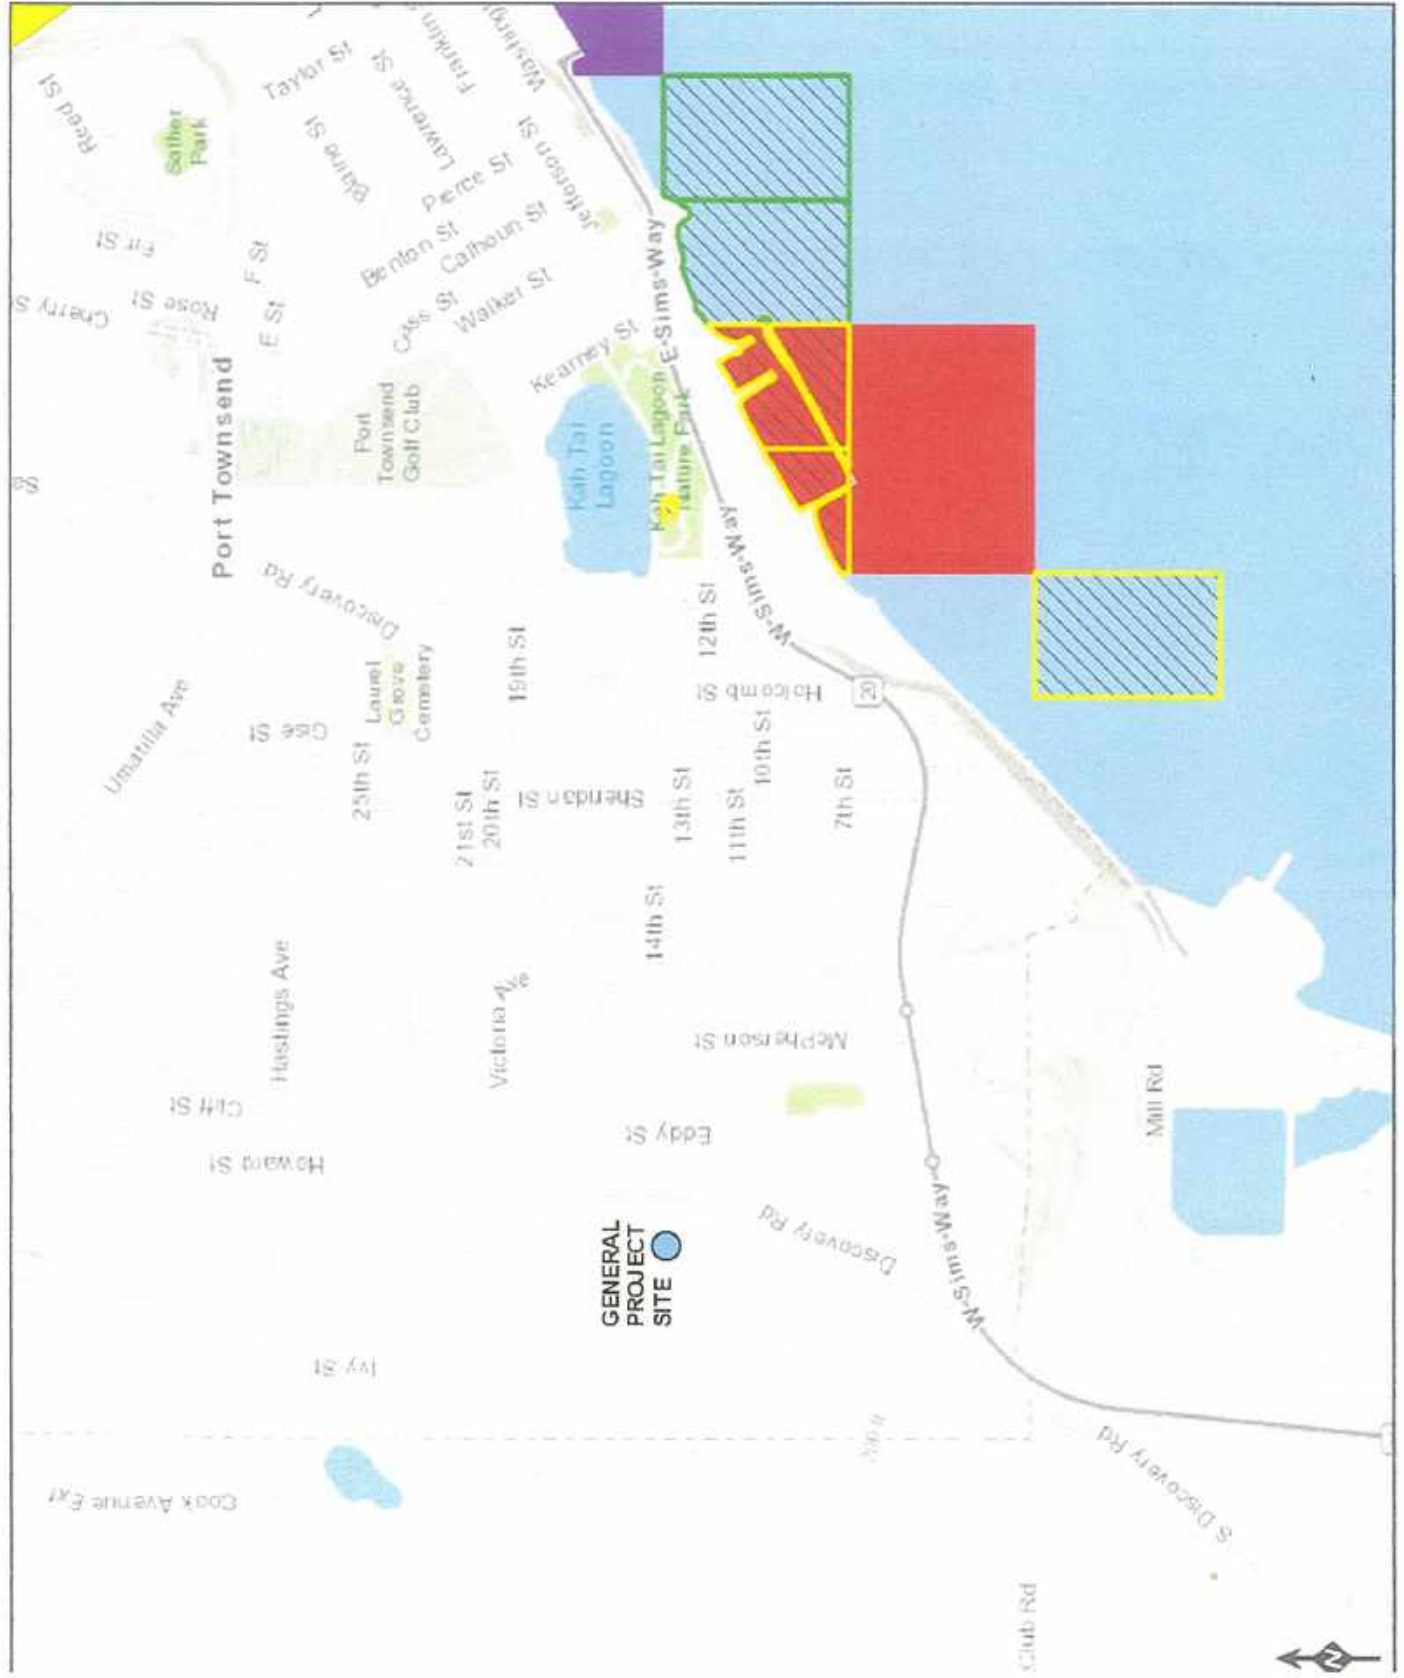 Cook Avenue Ext
Cherry S
Reed St
Umatilla Ave
Fir St
Rose St
Sather
Park
Cliff St
Howard St
Port Townsend
F St
E St
Hastings Ave
Cise St
Discovery Rd
Taylor St
Blaine St
Lawrence St
Franklin S
Ivy St
25th St
Laurel
Grove
Cemetery
Port
Townsend
Golf Club
Benton St
Cass St
Pierce St
Calhoun St
Walker St
21st St
20th St
Victoria Ave
19th St
Sheridan St
Kearney St
Jefferson St
Washing
Kah Tai
Lagoon
Kah Tai Lagoon
Nature Park
GENERAL
PROJECT
SITE
Eddy St
14th St
13th St
12th St
11th St
10th St
7th St
McPherson St
Holcomb St
E-Sims-Way
W-Sims-Way
20
Discovery Rd
W-Sims-Way
Mill Rd
Club Rd
S Discovery Rd
N